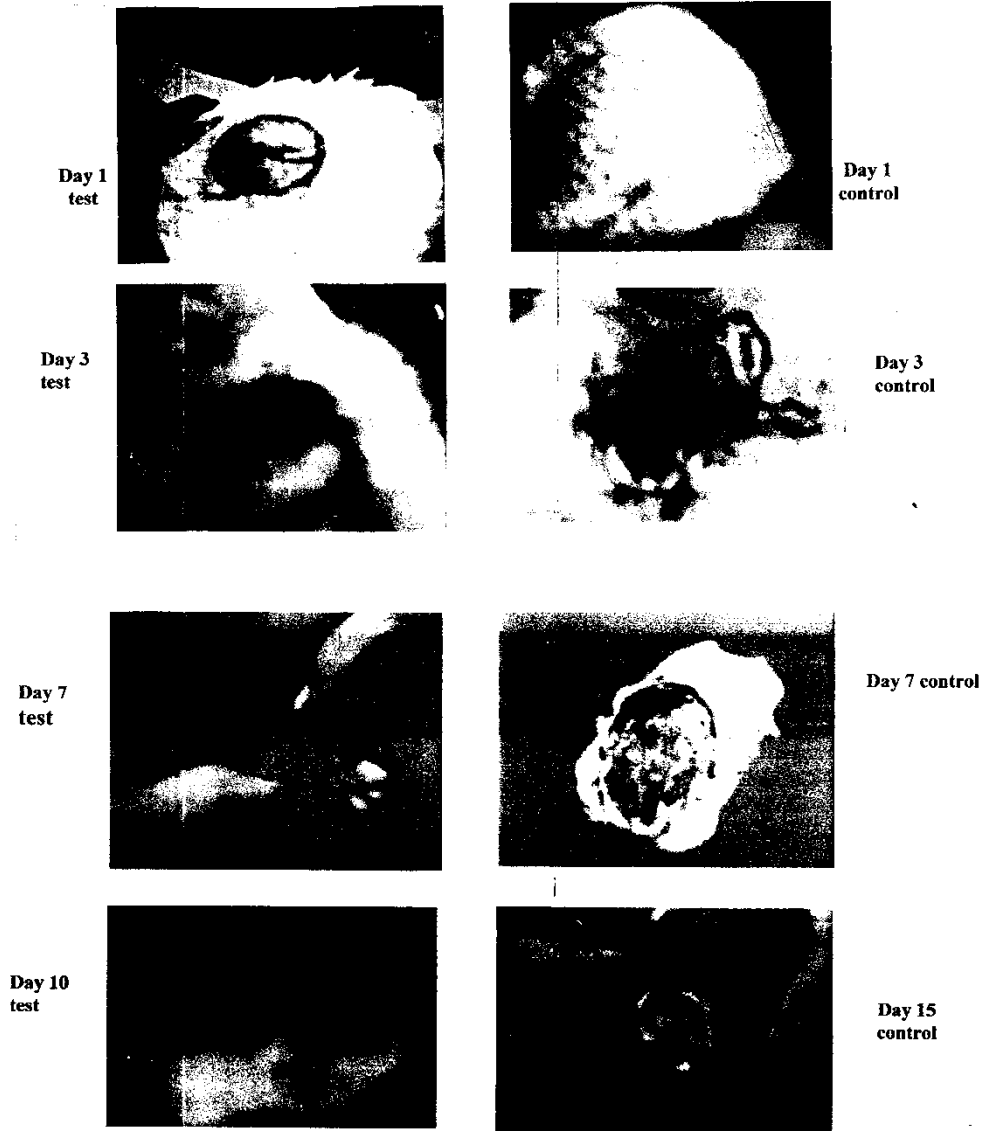 Day 1
test
Day 1
control
Day 3
test
Day 3
control
Day 7
test
Day 7 control
Day 10
test
Day 15
control